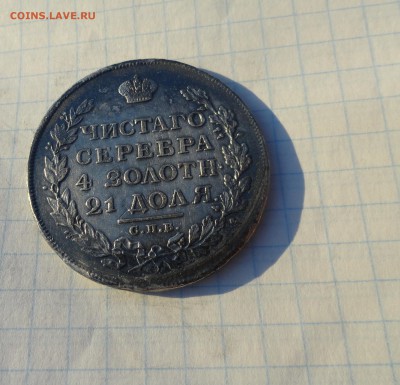 COINS.LAVE.RU
ЧИСТАГО
СЕРЕБРА
4 ЗОЛОТН
21 ДОЛЯ
С.П.Б.